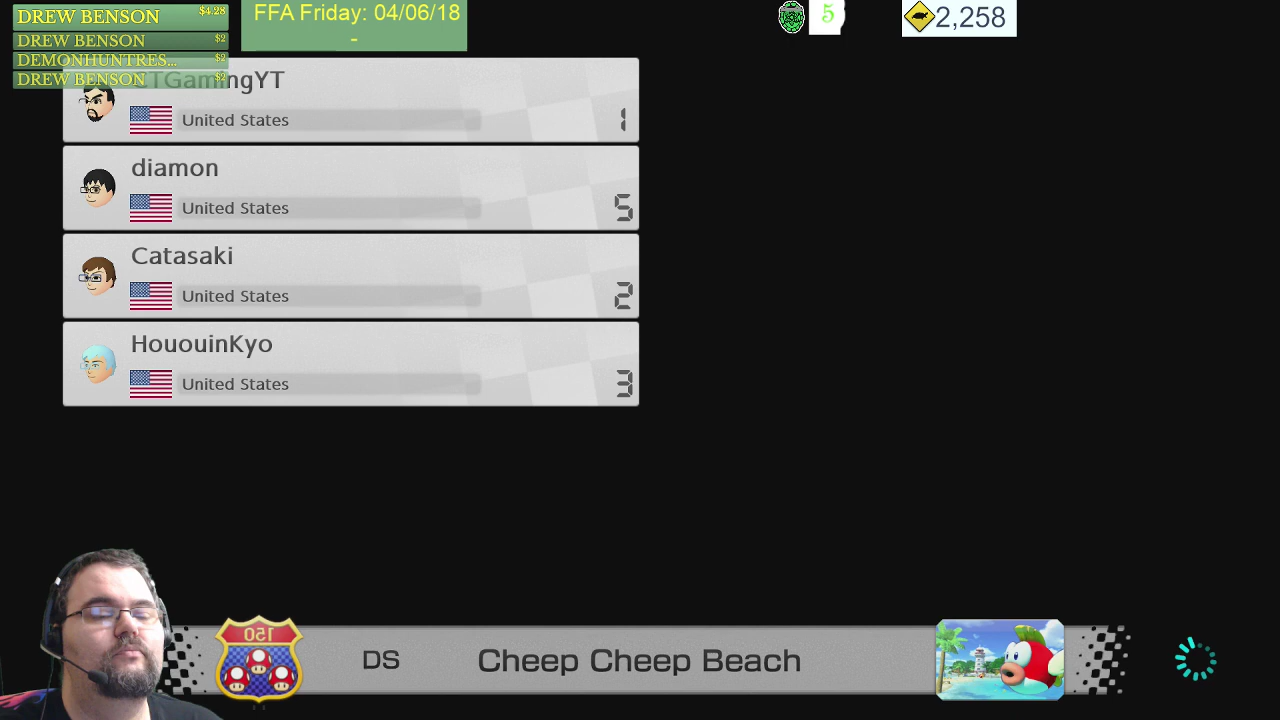 DREW BENSON $4.28
DREW BENSON $2
DEMONHUNTRES... $2
DREW BENSON $2
FFA Friday: 04/06/18
-
5
2,258
TGamingYT
United States
1
diamon
United States
5
Catasaki
United States
2
HououinKyo
United States
3
150
DS Cheep Cheep Beach